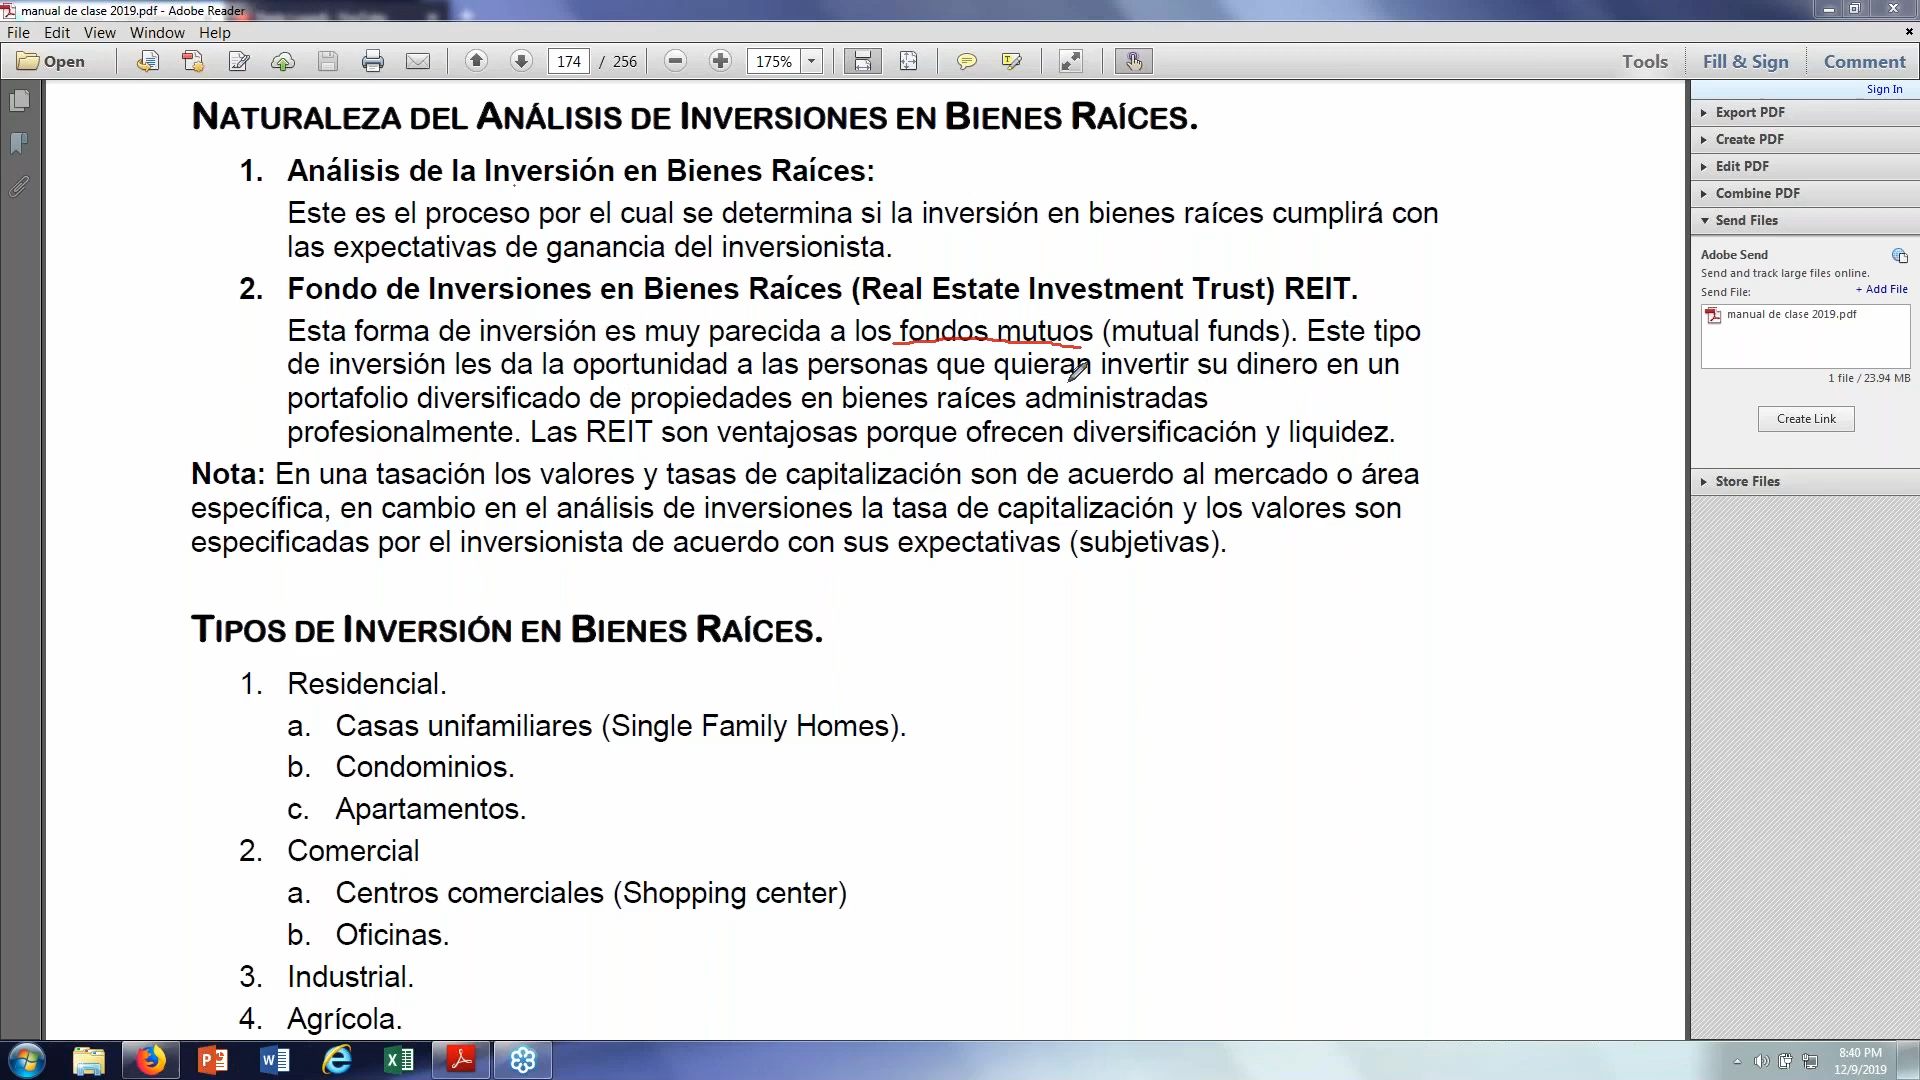 manual de clase 2019.pdf - Adobe Reader
File Edit View Window Help
Open 174 / 256 175% Tools Fill & Sign Comment
Sign In
Export PDF
Create PDF
Edit PDF
Combine PDF
Send Files
Adobe Send
Send and track large files online.
Send File: + Add File
manual de clase 2019.pdf
1 file / 23.94 MB
Create Link
Store Files
NATURALEZA DEL ANÁLISIS DE INVERSIONES EN BIENES RAÍCES.
1. Análisis de la Inversión en Bienes Raíces:
Este es el proceso por el cual se determina si la inversión en bienes raíces cumplirá con
las expectativas de ganancia del inversionista.
2. Fondo de Inversiones en Bienes Raíces (Real Estate Investment Trust) REIT.
Esta forma de inversión es muy parecida a los fondos mutuos (mutual funds). Este tipo
de inversión les da la oportunidad a las personas que quieran invertir su dinero en un
portafolio diversificado de propiedades en bienes raíces administradas
profesionalmente. Las REIT son ventajosas porque ofrecen diversificación y liquidez.
Nota: En una tasación los valores y tasas de capitalización son de acuerdo al mercado o área
específica, en cambio en el análisis de inversiones la tasa de capitalización y los valores son
especificadas por el inversionista de acuerdo con sus expectativas (subjetivas).
TIPOS DE INVERSIÓN EN BIENES RAÍCES.
1. Residencial.
a. Casas unifamiliares (Single Family Homes).
b. Condominios.
c. Apartamentos.
2. Comercial
a. Centros comerciales (Shopping center)
b. Oficinas.
3. Industrial.
4. Agrícola.
8:40 PM
12/9/2019